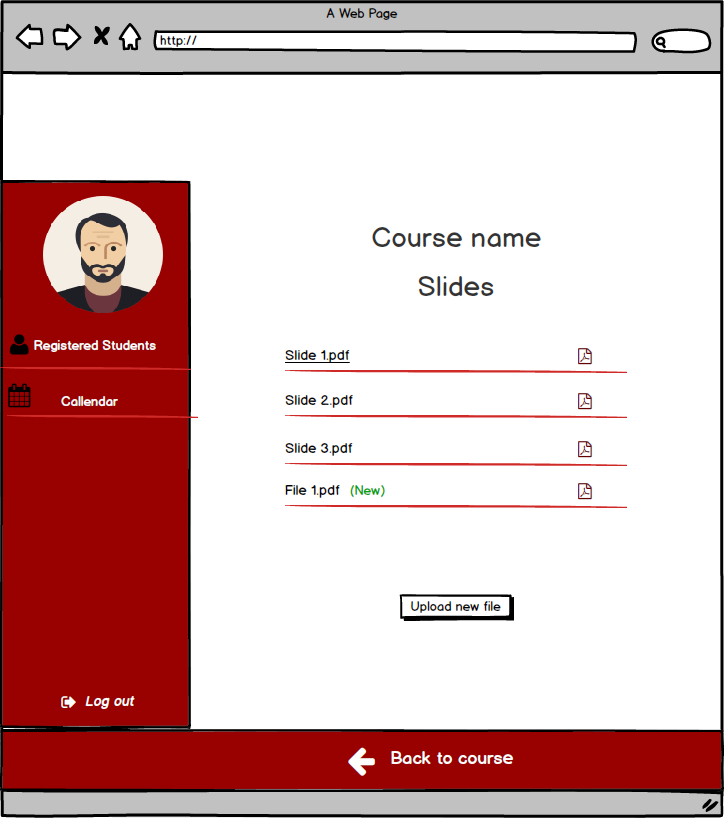 A Web Page
http://
Course name
Slides
Registered Students
Callendar
Slide 1.pdf
Slide 2.pdf
Slide 3.pdf
File 1.pdf (New)
Upload new file
Log out
Back to course